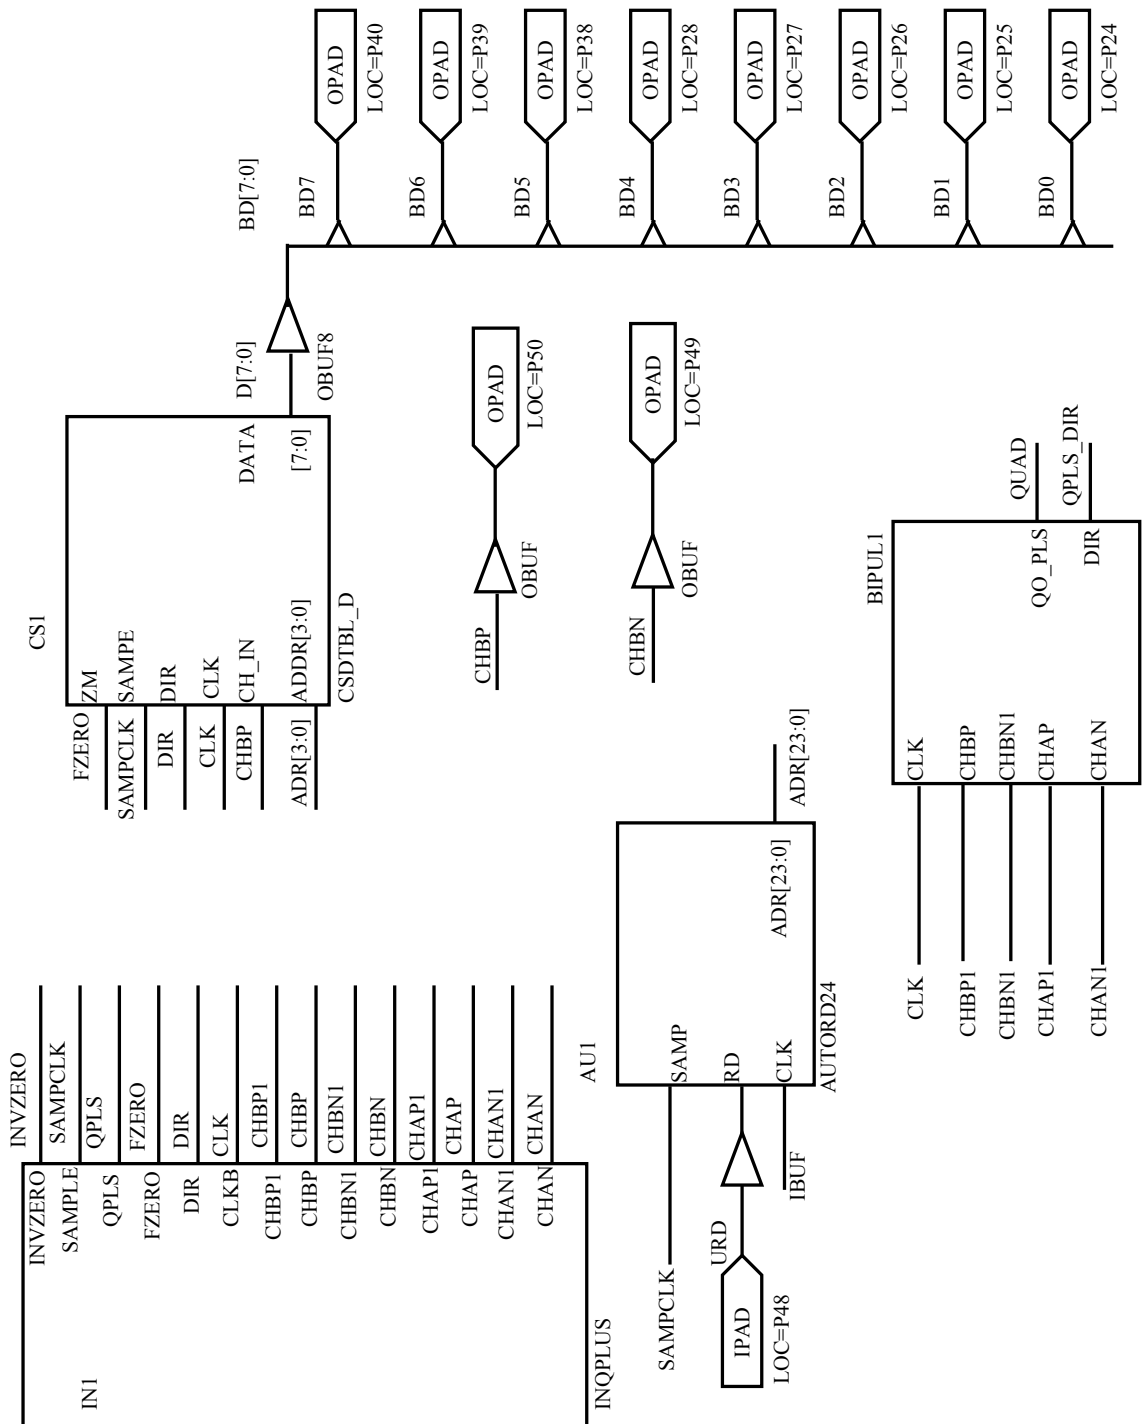 IN1
INVZERO
SAMPLE
QPLS
FZERO
DIR
CLKB
CHBP1
CHBP
CHBN1
CHBN
CHAP1
CHAP
CHAN1
CHAN
INVZERO
SAMPCLK
QPLS
FZERO
DIR
CLK
CHBP1
CHBP
CHBN1
CHBN
CHAP1
CHAP
CHAN1
CHAN
INQPLUS
CS1
FZERO
SAMPCLK
DIR
CLK
CHBP
ADR[3:0]
ZM
SAMPE
DIR
CLK
CH_IN
ADDR[3:0]
CSDTBL_D
DATA
[7:0]
D[7:0]
OBUF8
BD[7:0]
BD7
OPAD
LOC=P40
BD6
OPAD
LOC=P39
BD5
OPAD
LOC=P38
BD4
OPAD
LOC=P28
BD3
OPAD
LOC=P27
BD2
OPAD
LOC=P26
BD1
OPAD
LOC=P25
BD0
OPAD
LOC=P24
CHBP
OBUF
OPAD
LOC=P50
CHBN
OBUF
OPAD
LOC=P49
AU1
SAMPCLK
IPAD
LOC=P48
URD
IBUF
SAMP
RD
CLK
AUTORD24
ADR[23:0]
ADR[23:0]
BIPUL1
CLK
CHBP1
CHBN1
CHAP1
CHAN1
CLK
CHBP
CHBN1
CHAP
CHAN
QO_PLS
DIR
QUAD
QPLS_DIR